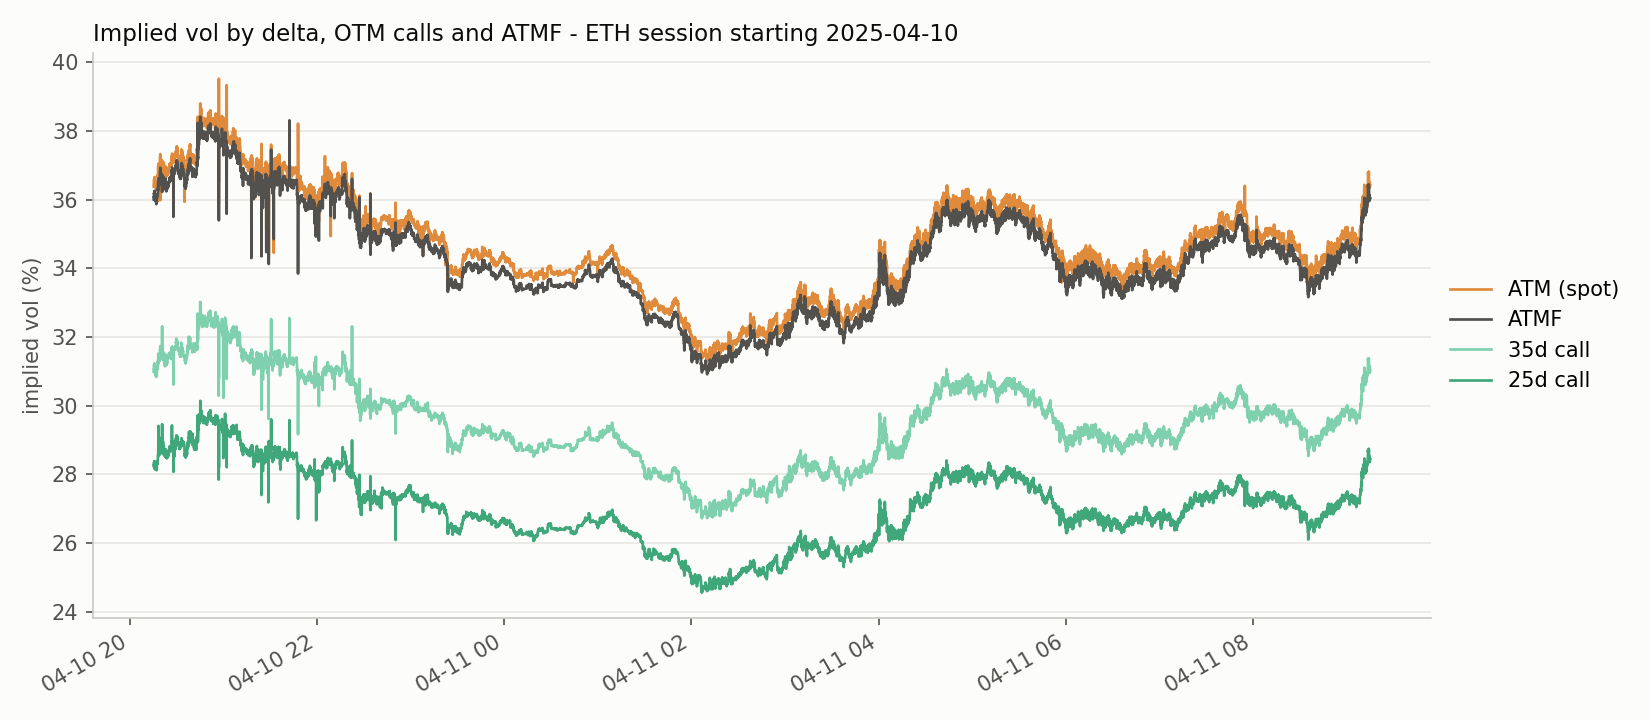 Implied vol by delta, OTM calls and ATMF - ETH session starting 2025-04-10
implied vol (%)
40
38
36
34
32
30
28
26
24
04-10 20
04-10 22
04-11 00
04-11 02
04-11 04
04-11 06
04-11 08
ATM (spot)
ATMF
35d call
25d call